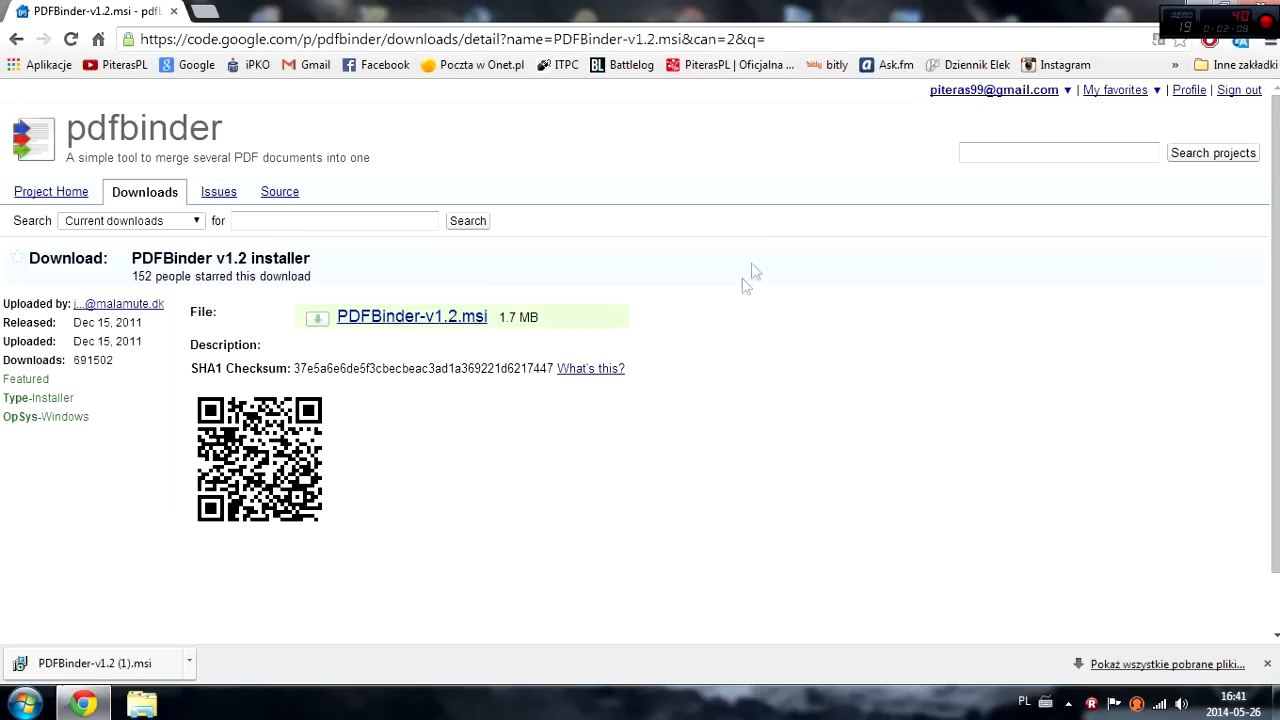 PDFBinder-v1.2.msi - pdf
AERO
40
19
0:02:08
https://code.google.com/p/pdfbinder/downloads/detail?name=PDFBinder-v1.2.msi&can=2&q=
Aplikacje PiterasPL Google iPKO Gmail Facebook Poczta w Onet.pl ITPC Battlelog PiterasPL | Oficjalna ... bitly Ask.fm Dziennik Elek Instagram » Inne zakładki
piteras99@gmail.com ▼ | My favorites ▼ | Profile | Sign out
pdfbinder
A simple tool to merge several PDF documents into one
Search projects
Project Home Downloads Issues Source
Search Current downloads for Search
Download: PDFBinder v1.2 installer
152 people starred this download
Uploaded by: j...@malamute.dk
Released: Dec 15, 2011
Uploaded: Dec 15, 2011
Downloads: 691502
Featured
Type-Installer
OpSys-Windows
File: PDFBinder-v1.2.msi 1.7 MB
Description:
SHA1 Checksum: 37e5a6e6de5f3cbecbeac3ad1a369221d6217447 What's this?
PDFBinder-v1.2 (1).msi
Pokaż wszystkie pobrane pliki...
PL
16:41
2014-05-26